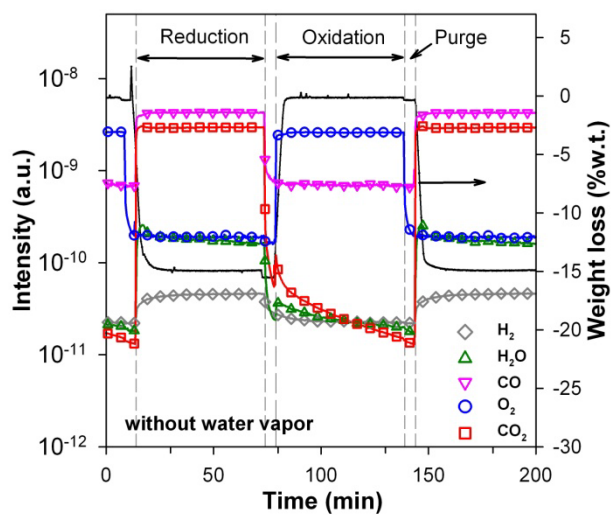 Reduction Oxidation Purge
10⁻⁸
10⁻⁹
10⁻¹⁰
10⁻¹¹
10⁻¹²
Intensity (a.u.)
5
0
-5
-10
-15
-20
-25
-30
Weight loss (%w.t.)
H₂
H₂O
CO
O₂
CO₂
without water vapor
0 50 100 150 200
Time (min)